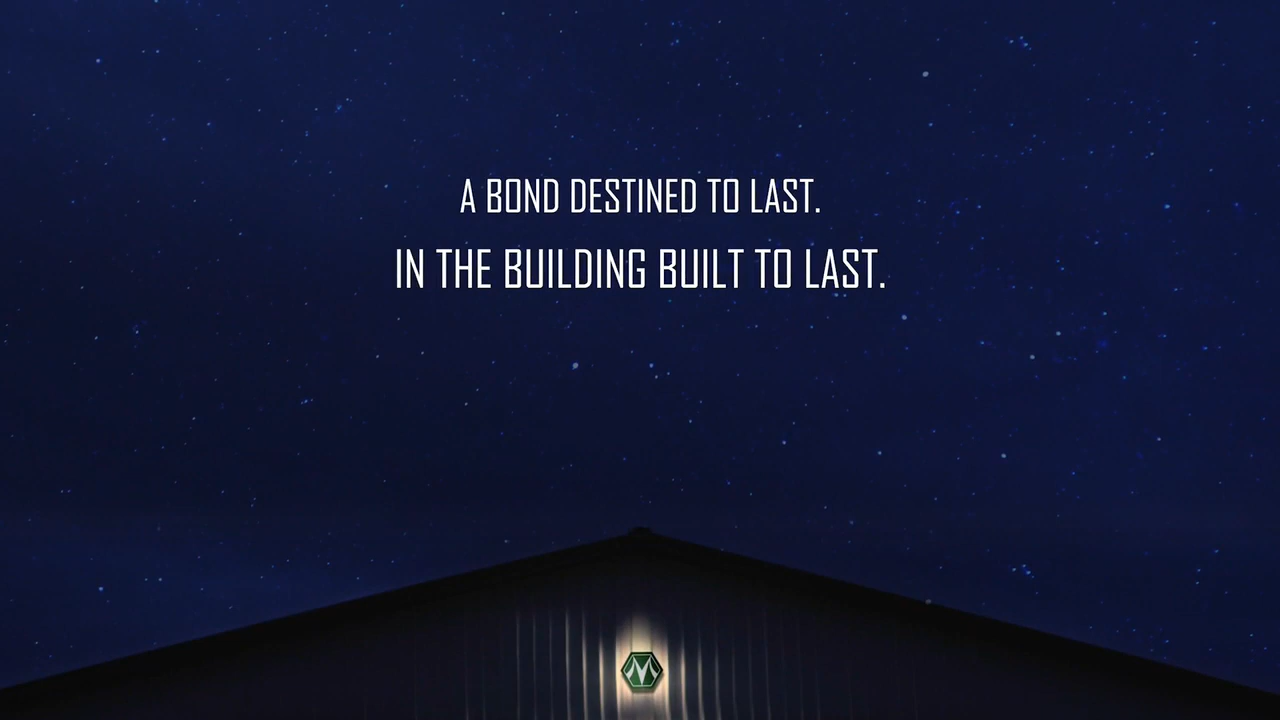 A BOND DESTINED TO LAST.
IN THE BUILDING BUILT TO LAST.
M